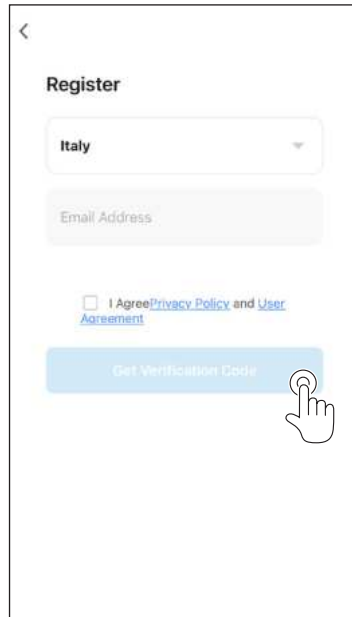 Register
Italy
Email Address
I AgreePrivacy Policy and User
Agreement
Get Verification Code